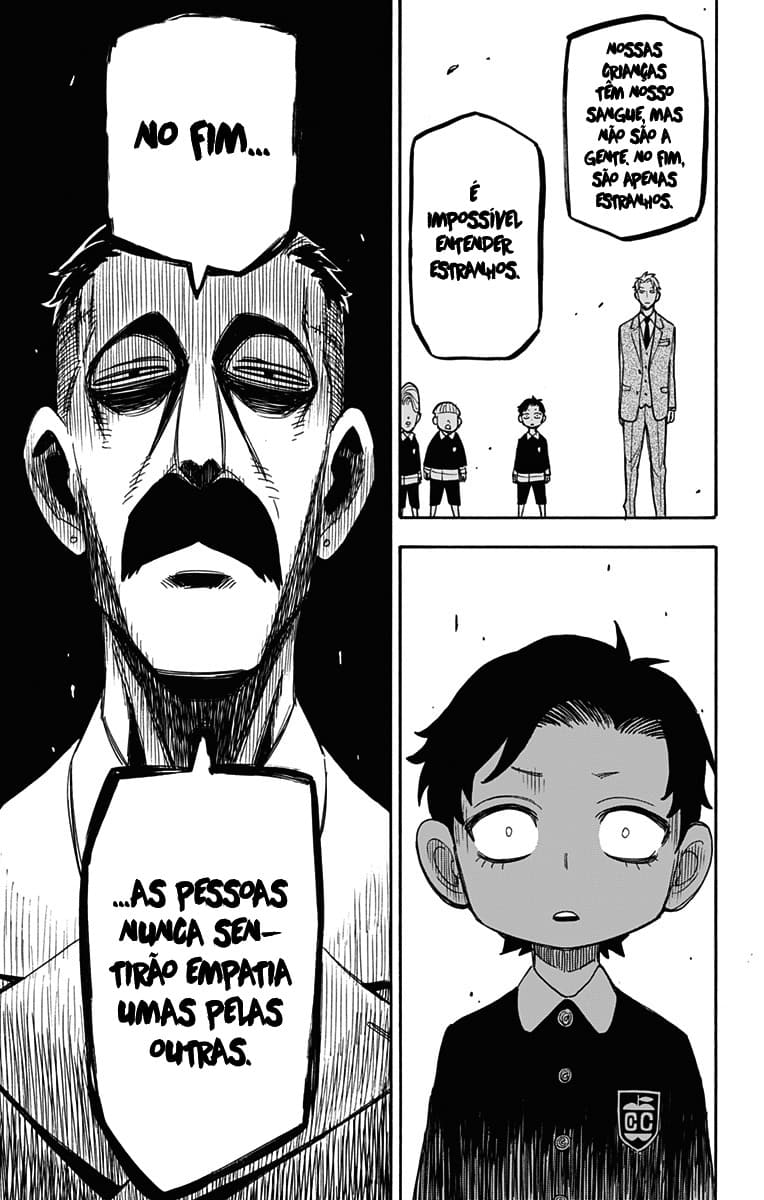 NOSSAS
CRIANÇAS
TÊM NOSSO
SANGUE, MAS
NÃO SÃO A
GENTE. NO FIM,
SÃO APENAS
ESTRANHOS.
É
IMPOSSÍVEL
ENTENDER
ESTRANHOS.
CC
NO FIM...
...AS PESSOAS
NUNCA SEN-
TIRÃO EMPATIA
UMAS PELAS
OUTRAS.